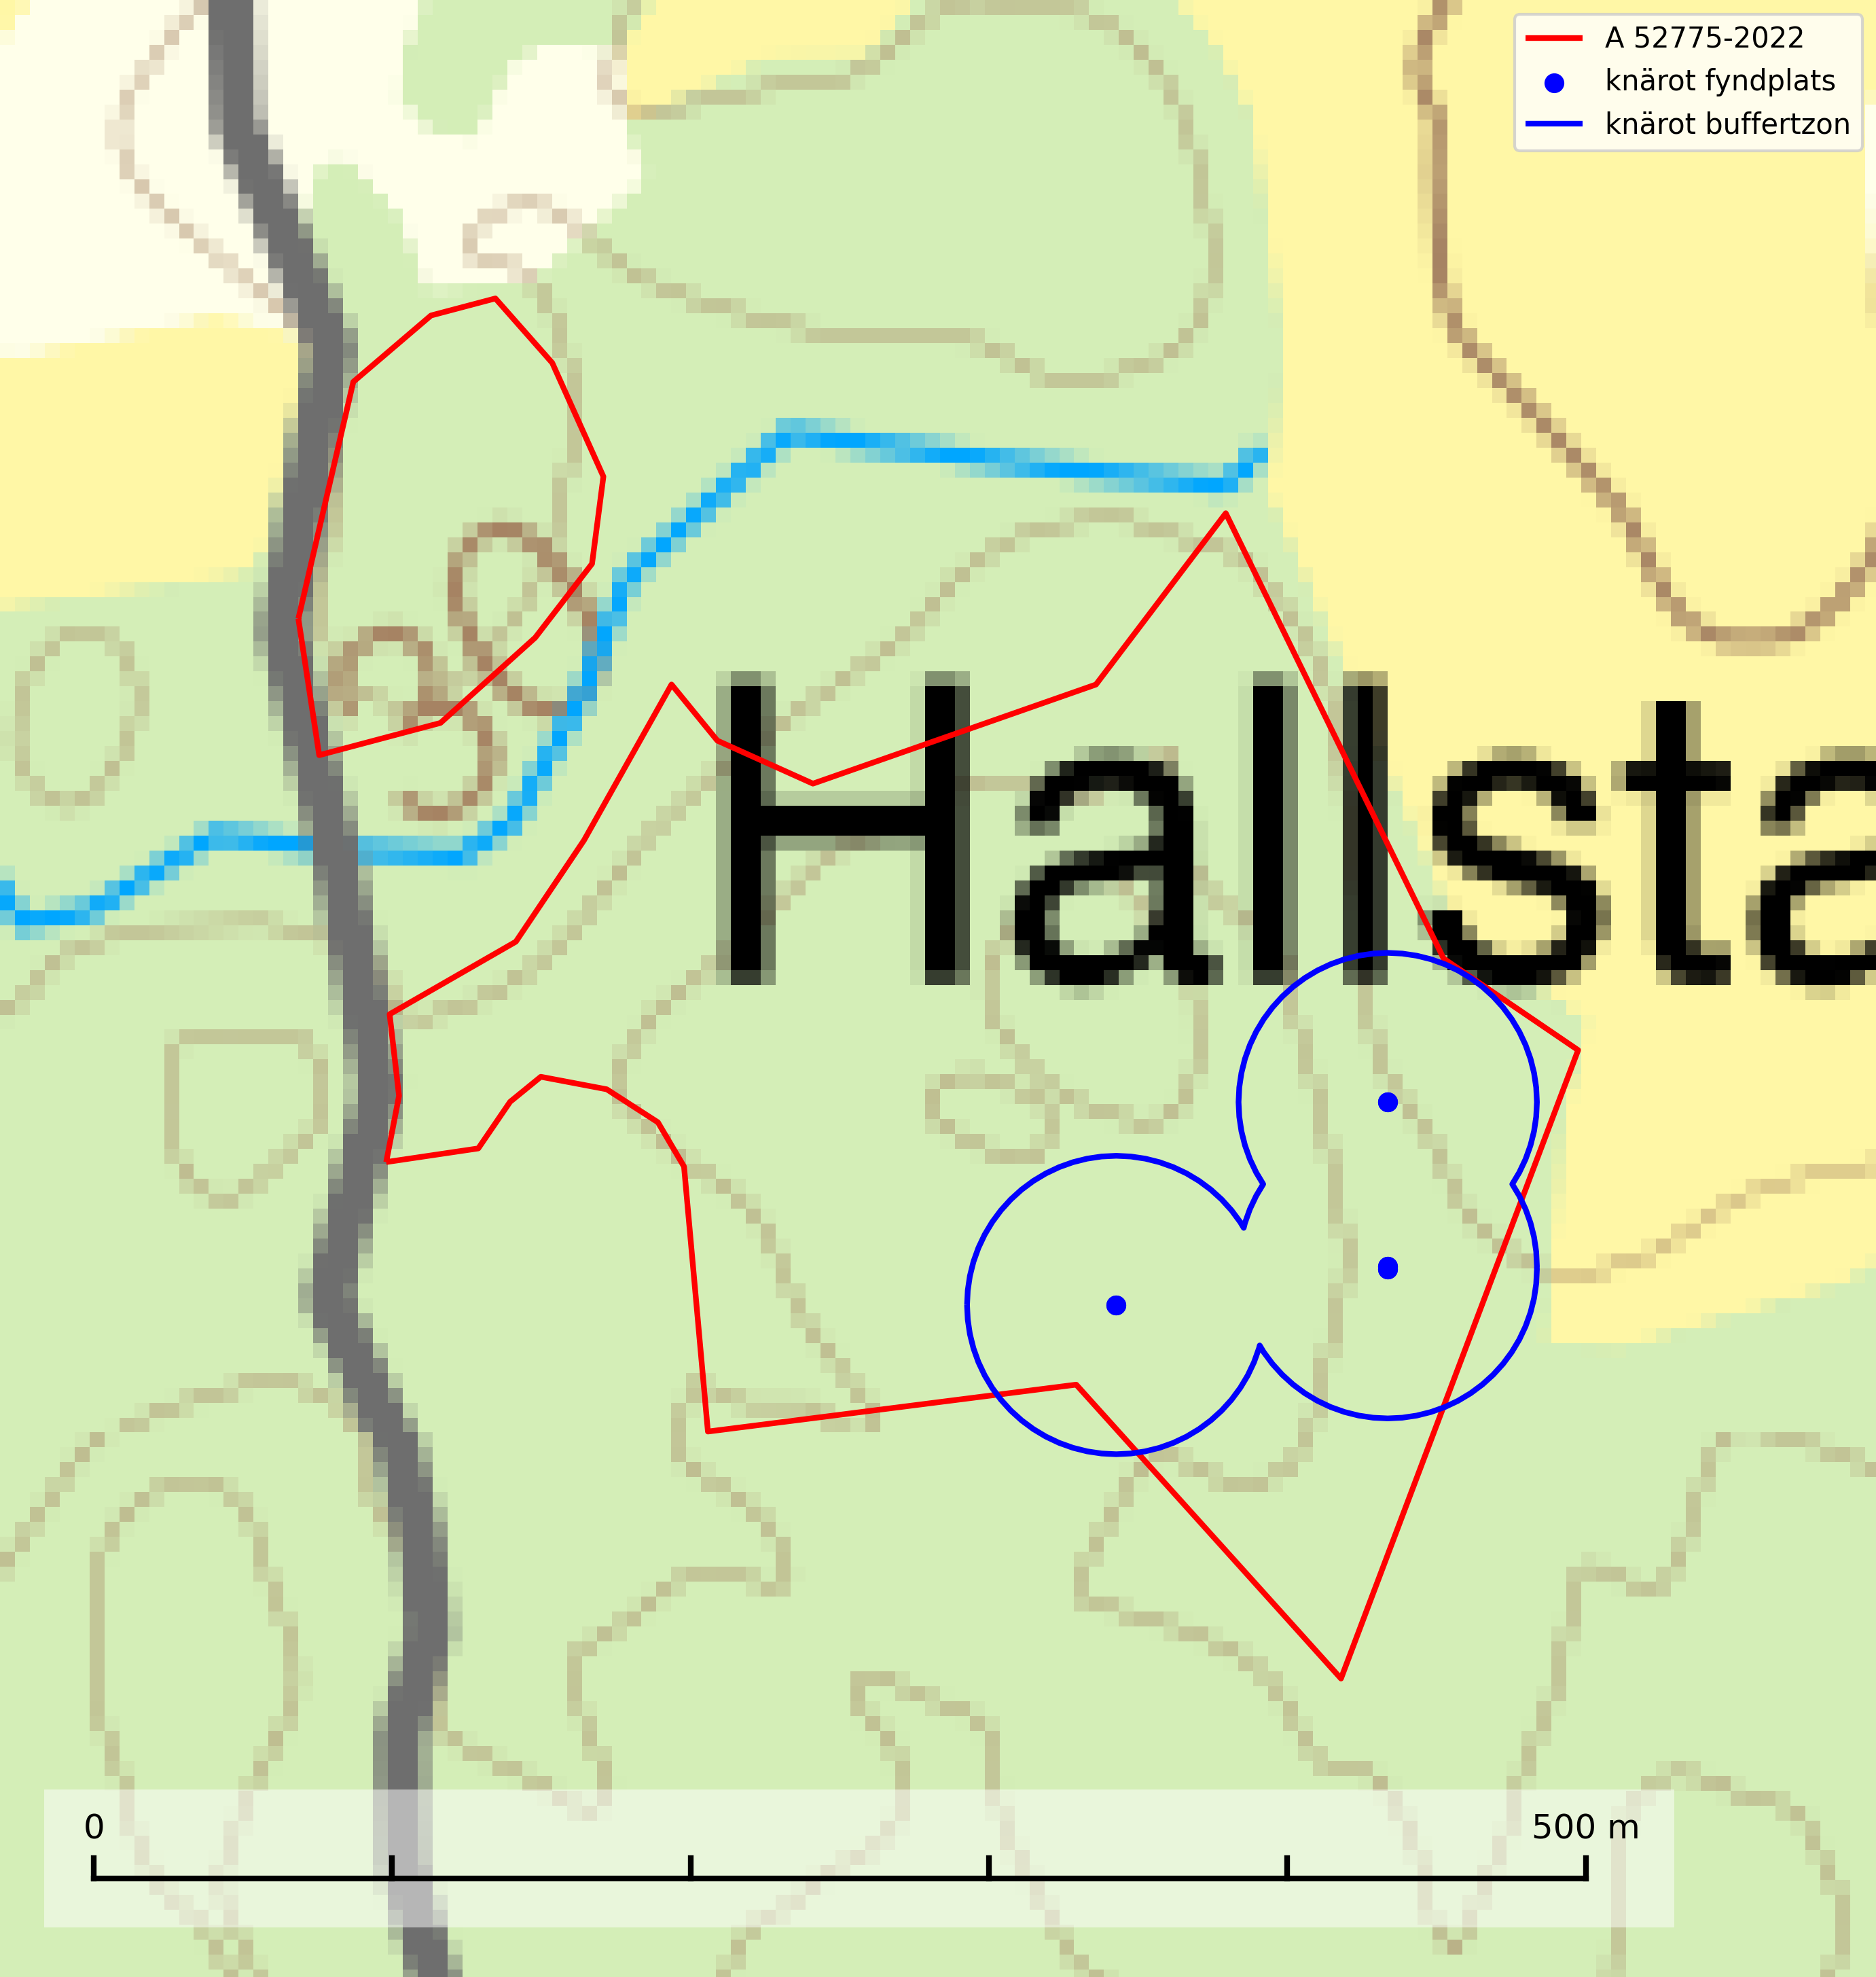 A 52775-2022
knärot fyndplats
knärot buffertzon
Hallsta
0 500 m